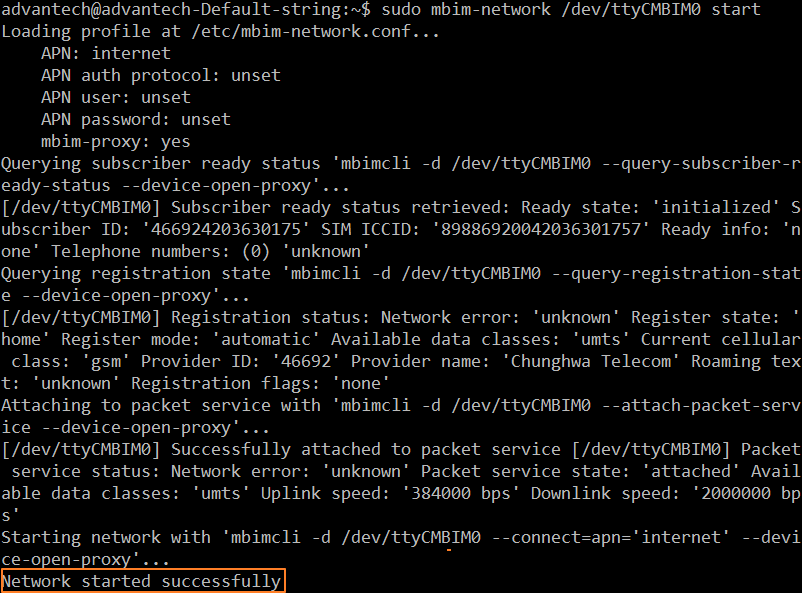 advantech@advantech-Default-string:~$ sudo mbim-network /dev/ttyCMBIM0 start
Loading profile at /etc/mbim-network.conf...
    APN: internet
    APN auth protocol: unset
    APN user: unset
    APN password: unset
    mbim-proxy: yes
Querying subscriber ready status 'mbimcli -d /dev/ttyCMBIM0 --query-subscriber-r
eady-status --device-open-proxy'...
[/dev/ttyCMBIM0] Subscriber ready status retrieved: Ready state: 'initialized' S
ubscriber ID: '466924203630175' SIM ICCID: '89886920042036301757' Ready info: 'n
one' Telephone numbers: (0) 'unknown'
Querying registration state 'mbimcli -d /dev/ttyCMBIM0 --query-registration-stat
e --device-open-proxy'...
[/dev/ttyCMBIM0] Registration status: Network error: 'unknown' Register state: '
home' Register mode: 'automatic' Available data classes: 'umts' Current cellular
 class: 'gsm' Provider ID: '46692' Provider name: 'Chunghwa Telecom' Roaming tex
t: 'unknown' Registration flags: 'none'
Attaching to packet service with 'mbimcli -d /dev/ttyCMBIM0 --attach-packet-serv
ice --device-open-proxy'...
[/dev/ttyCMBIM0] Successfully attached to packet service [/dev/ttyCMBIM0] Packet
 service status: Network error: 'unknown' Packet service state: 'attached' Avail
able data classes: 'umts' Uplink speed: '384000 bps' Downlink speed: '2000000 bp
s'
Starting network with 'mbimcli -d /dev/ttyCMBIM0 --connect=apn='internet' --devi
ce-open-proxy'...
Network started successfully